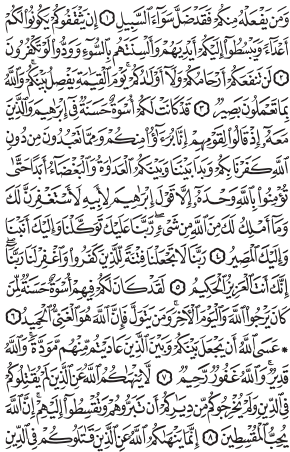 وَمَن يَفْعَلْهُ مِنكُمْ فَقَدْ ضَلَّ سَوَآءَ ٱلسَّبِيلِ ١ إِن يَثْقَفُوكُمْ يَكُونُوا۟ لَكُمْ
أَعْدَآءً وَيَبْسُطُوٓا۟ إِلَيْكُمْ أَيْدِيَهُمْ وَأَلْسِنَتَهُم بِٱلسُّوٓءِ وَوَدُّوا۟ لَوْ تَكْفُرُونَ
٢ لَن تَنفَعَكُمْ أَرْحَامُكُمْ وَلَآ أَوْلَٰدُكُمْ ۚ يَوْمَ ٱلْقِيَٰمَةِ يَفْصِلُ بَيْنَكُمْ ۚ وَٱللَّهُ
بِمَا تَعْمَلُونَ بَصِيرٌ ٣ قَدْ كَانَتْ لَكُمْ أُسْوَةٌ حَسَنَةٌ فِىٓ إِبْرَٰهِيمَ وَٱلَّذِينَ
مَعَهُۥٓ إِذْ قَالُوا۟ لِقَوْمِهِمْ إِنَّا بُرَءَٰٓؤُا۟ مِنكُمْ وَمِمَّا تَعْبُدُونَ مِن دُونِ
ٱللَّهِ كَفَرْنَا بِكُمْ وَبَدَا بَيْنَنَا وَبَيْنَكُمُ ٱلْعَدَٰوَةُ وَٱلْبَغْضَآءُ أَبَدًا حَتَّىٰ
تُؤْمِنُوا۟ بِٱللَّهِ وَحْدَهُۥٓ إِلَّا قَوْلَ إِبْرَٰهِيمَ لِأَبِيهِ لَأَسْتَغْفِرَنَّ لَكَ
وَمَآ أَمْلِكُ لَكَ مِنَ ٱللَّهِ مِن شَىْءٍ ۖ رَّبَّنَا عَلَيْكَ تَوَكَّلْنَا وَإِلَيْكَ أَنَبْنَا
وَإِلَيْكَ ٱلْمَصِيرُ ٤ رَبَّنَا لَا تَجْعَلْنَا فِتْنَةً لِّلَّذِينَ كَفَرُوا۟ وَٱغْفِرْ لَنَا رَبَّنَآ ۖ
إِنَّكَ أَنتَ ٱلْعَزِيزُ ٱلْحَكِيمُ ٥ لَقَدْ كَانَ لَكُمْ فِيهِمْ أُسْوَةٌ حَسَنَةٌ لِّمَن
كَانَ يَرْجُوا۟ ٱللَّهَ وَٱلْيَوْمَ ٱلْءَاخِرَ ۚ وَمَن يَتَوَلَّ فَإِنَّ ٱللَّهَ هُوَ ٱلْغَنِىُّ ٱلْحَمِيدُ ٦
۞ عَسَى ٱللَّهُ أَن يَجْعَلَ بَيْنَكُمْ وَبَيْنَ ٱلَّذِينَ عَادَيْتُم مِّنْهُم مَّوَدَّةً ۚ وَٱللَّهُ
قَدِيرٌ ۚ وَٱللَّهُ غَفُورٌ رَّحِيمٌ ٧ لَّا يَنْهَىٰكُمُ ٱللَّهُ عَنِ ٱلَّذِينَ لَمْ يُقَٰتِلُوكُمْ
فِى ٱلدِّينِ وَلَمْ يُخْرِجُوكُم مِّن دِيَٰرِكُمْ أَن تَبَرُّوهُمْ وَتُقْسِطُوٓا۟ إِلَيْهِمْ ۚ إِنَّ ٱللَّهَ
يُحِبُّ ٱلْمُقْسِطِينَ ٨ إِنَّمَا يَنْهَىٰكُمُ ٱللَّهُ عَنِ ٱلَّذِينَ قَٰتَلُوكُمْ فِى ٱلدِّينِ